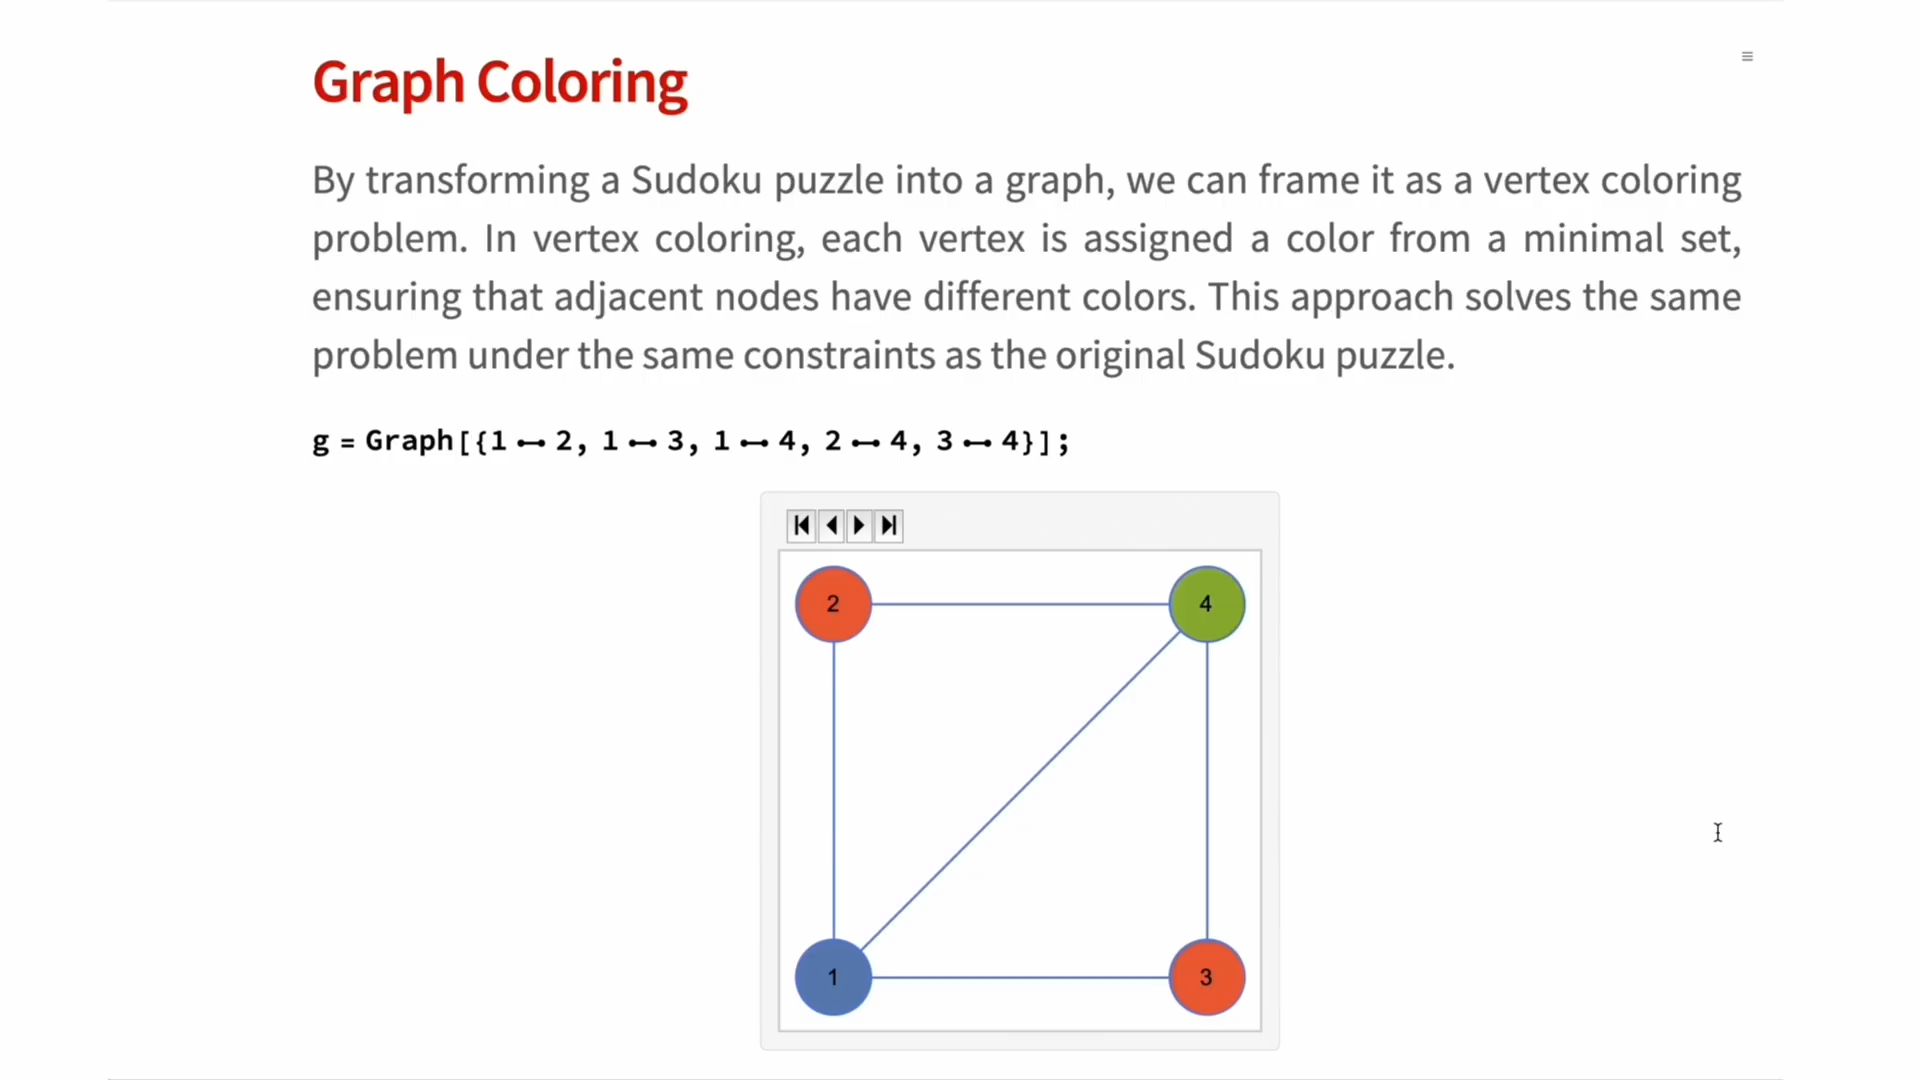 Graph Coloring
By transforming a Sudoku puzzle into a graph, we can frame it as a vertex coloring
problem. In vertex coloring, each vertex is assigned a color from a minimal set,
ensuring that adjacent nodes have different colors. This approach solves the same
problem under the same constraints as the original Sudoku puzzle.
g = Graph[{1 ↔ 2, 1 ↔ 3, 1 ↔ 4, 2 ↔ 4, 3 ↔ 4}];
2
4
1
3